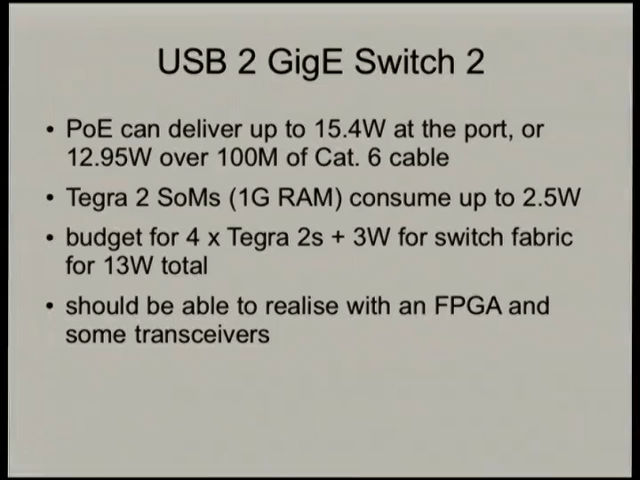 USB 2 GigE Switch 2
• PoE can deliver up to 15.4W at the port, or
12.95W over 100M of Cat. 6 cable
• Tegra 2 SoMs (1G RAM) consume up to 2.5W
• budget for 4 x Tegra 2s + 3W for switch fabric
for 13W total
• should be able to realise with an FPGA and
some transceivers